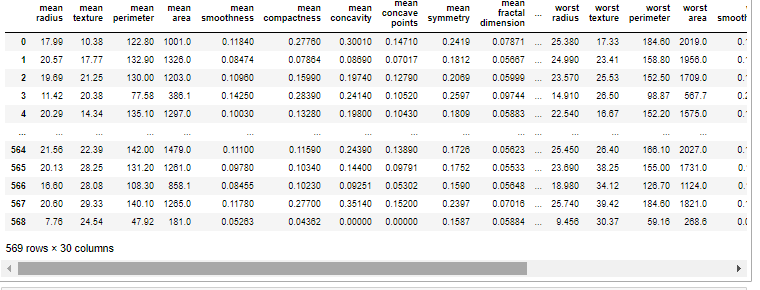 mean radius mean texture mean perimeter mean area mean smoothness mean compactness mean concavity mean concave points mean symmetry mean fractal dimension ... worst radius worst texture worst perimeter worst area smooth
0 17.99 10.38 122.80 1001.0 0.11840 0.27760 0.30010 0.14710 0.2419 0.07871 ... 25.380 17.33 184.60 2019.0 0.1
1 20.57 17.77 132.90 1326.0 0.08474 0.07864 0.08690 0.07017 0.1812 0.05667 ... 24.990 23.41 158.80 1956.0 0.1
2 19.69 21.25 130.00 1203.0 0.10960 0.15990 0.19740 0.12790 0.2069 0.05999 ... 23.570 25.53 152.50 1709.0 0.1
3 11.42 20.38 77.58 386.1 0.14250 0.28390 0.24140 0.10520 0.2597 0.09744 ... 14.910 26.50 98.87 567.7 0.2
4 20.29 14.34 135.10 1297.0 0.10030 0.13280 0.19800 0.10430 0.1809 0.05883 ... 22.540 16.67 152.20 1575.0 0.1
... ... ... ... ... ... ... ... ... ... ... ... ... ... ... ...
564 21.56 22.39 142.00 1479.0 0.11100 0.11590 0.24390 0.13890 0.1726 0.05623 ... 25.450 26.40 166.10 2027.0 0.1
565 20.13 28.25 131.20 1261.0 0.09780 0.10340 0.14400 0.09791 0.1752 0.05533 ... 23.690 38.25 155.00 1731.0 0.
566 16.60 28.08 108.30 858.1 0.08455 0.10230 0.09251 0.05302 0.1590 0.05648 ... 18.980 34.12 126.70 1124.0 0.
567 20.60 29.33 140.10 1265.0 0.11780 0.27700 0.35140 0.15200 0.2397 0.07016 ... 25.740 39.42 184.60 1821.0 0.1
568 7.76 24.54 47.92 181.0 0.05263 0.04362 0.00000 0.00000 0.1587 0.05884 ... 9.456 30.37 59.16 268.6 0.0
569 rows × 30 columns